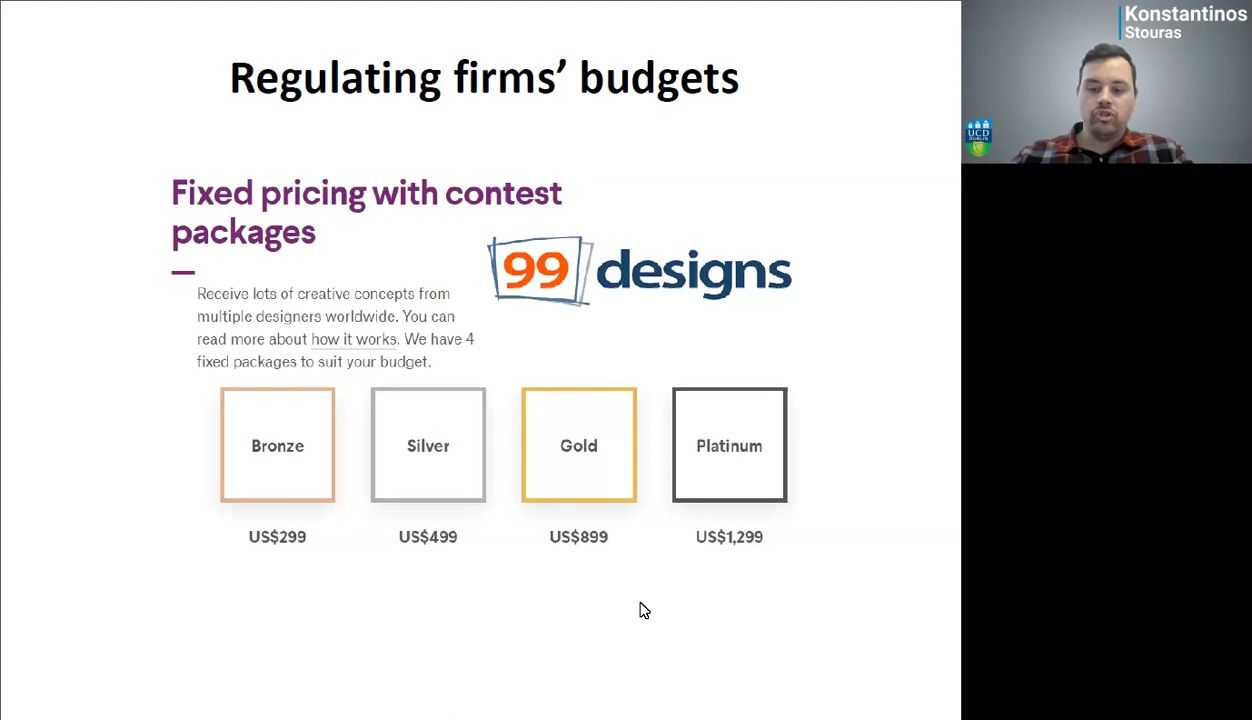 Regulating firms’ budgets
Konstantinos
Stouras
UCD
DUBLIN
Fixed pricing with contest
packages
99designs
Receive lots of creative concepts from
multiple designers worldwide. You can
read more about how it works. We have 4
fixed packages to suit your budget.
Bronze
Silver
Gold
Platinum
US$299
US$499
US$899
US$1,299